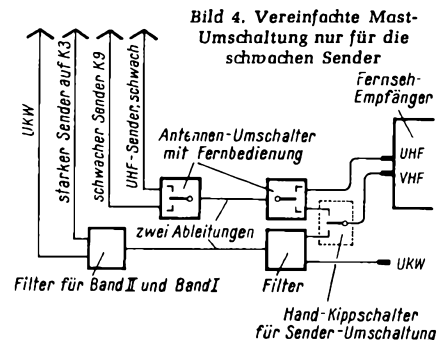 Bild 4. Vereinfachte Mast-
Umschaltung nur für die
schwachen Sender
UKW
starker Sender auf K3
schwacher Sender K9
UHF-Sender, schwach
Antennen-Umschalter
mit Fernbedienung
Fernseh-
Empfänger
UHF
VHF
zwei Ableitungen
UKW
Filter für Band II und Band I
Filter
Hand-Kippschalter
für Sender-Umschaltung